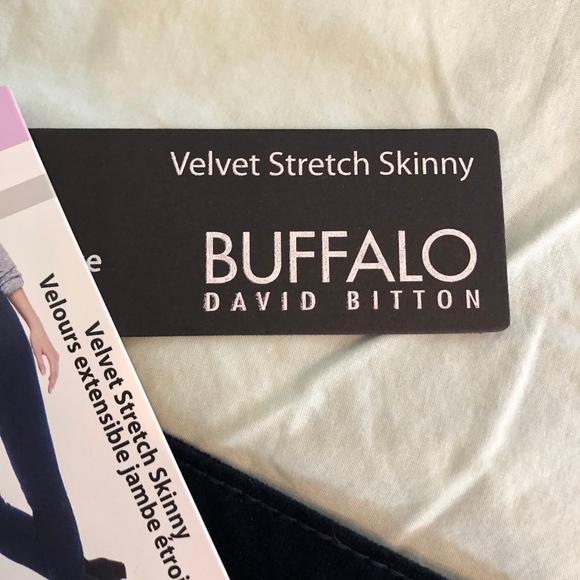 Velvet Stretch Skinny
e
BUFFALO
DAVID BITTON
Velvet Stretch Skinny
Velours extensible jambe étroi